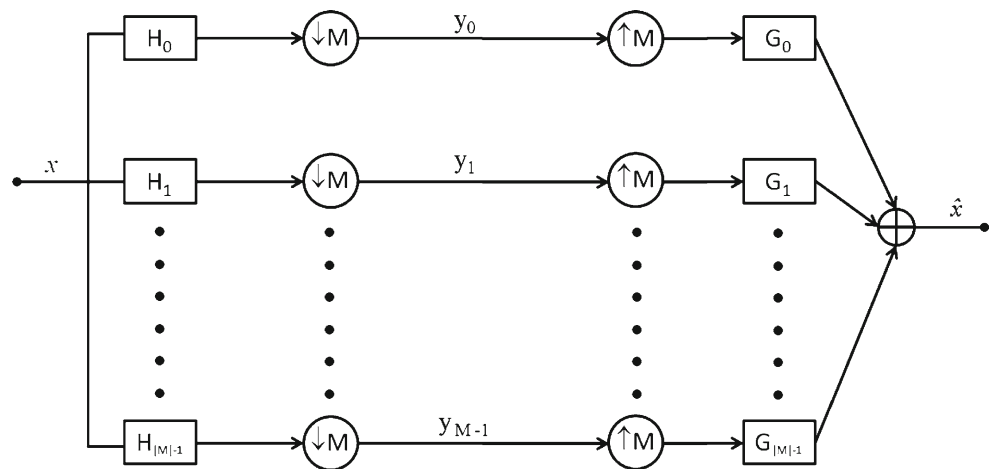 H₀ ↓M y₀ ↑M G₀
x H₁ ↓M y₁ ↑M G₁ x̂
H|M|-1 ↓M yM-1 ↑M G|M|-1